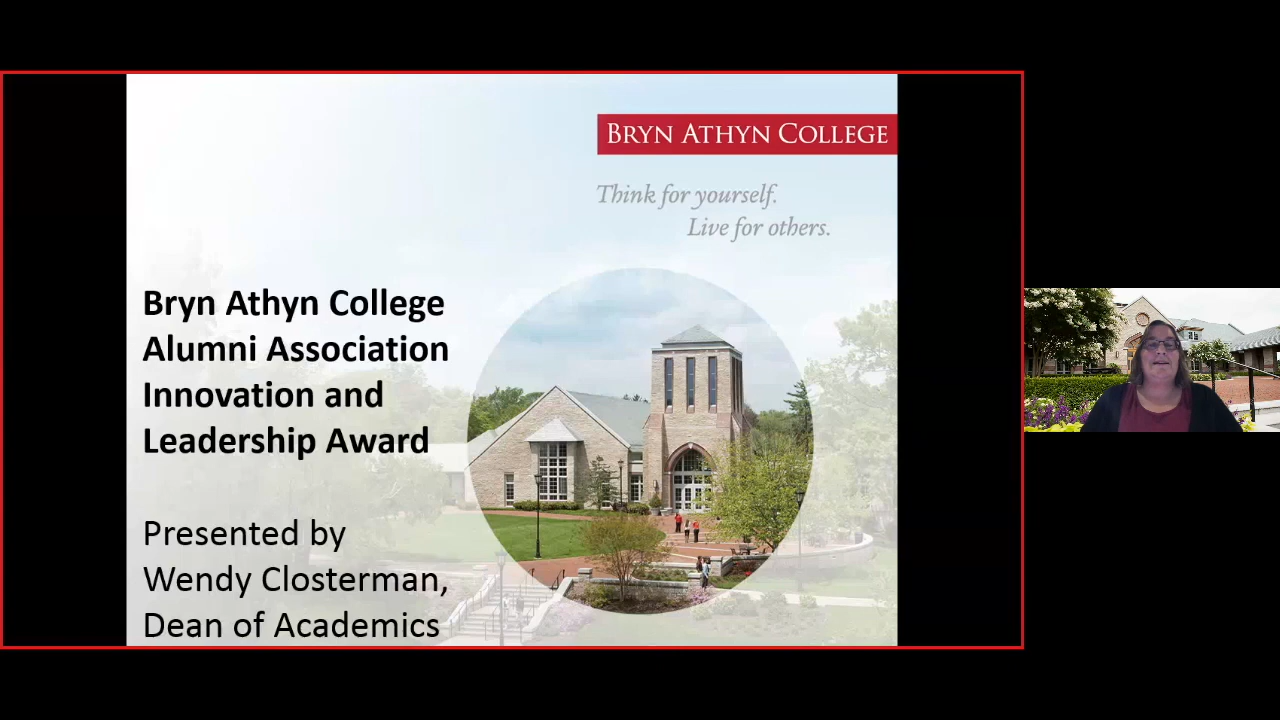 BRYN ATHYN COLLEGE
Think for yourself.
Live for others.
Bryn Athyn College
Alumni Association
Innovation and
Leadership Award
Presented by
Wendy Closterman,
Dean of Academics